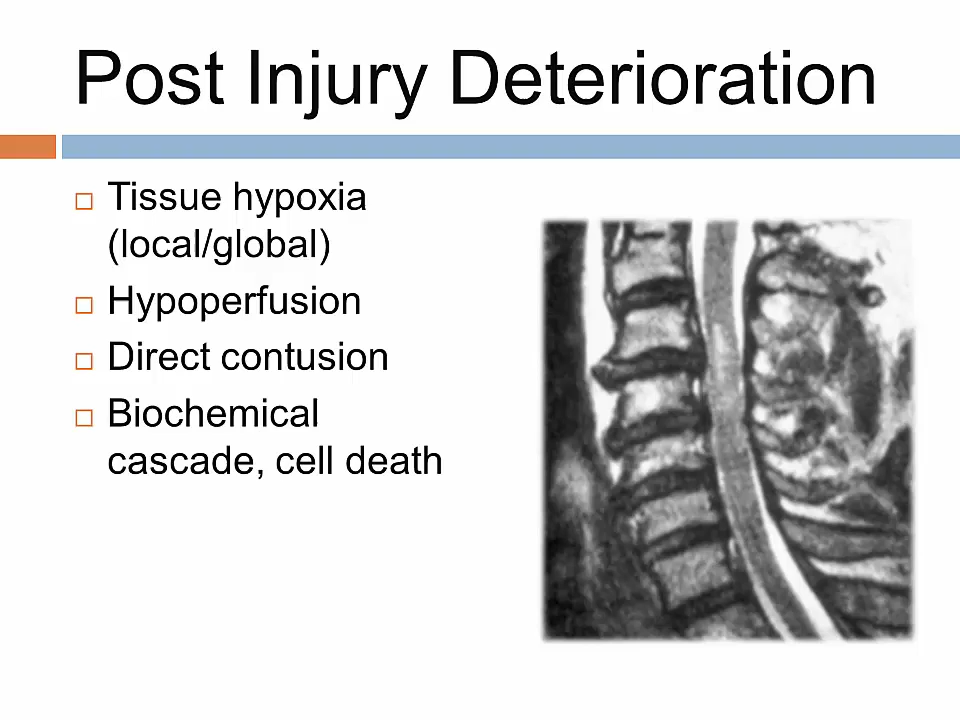 Post Injury Deterioration
Tissue hypoxia
(local/global)
Hypoperfusion
Direct contusion
Biochemical
cascade, cell death